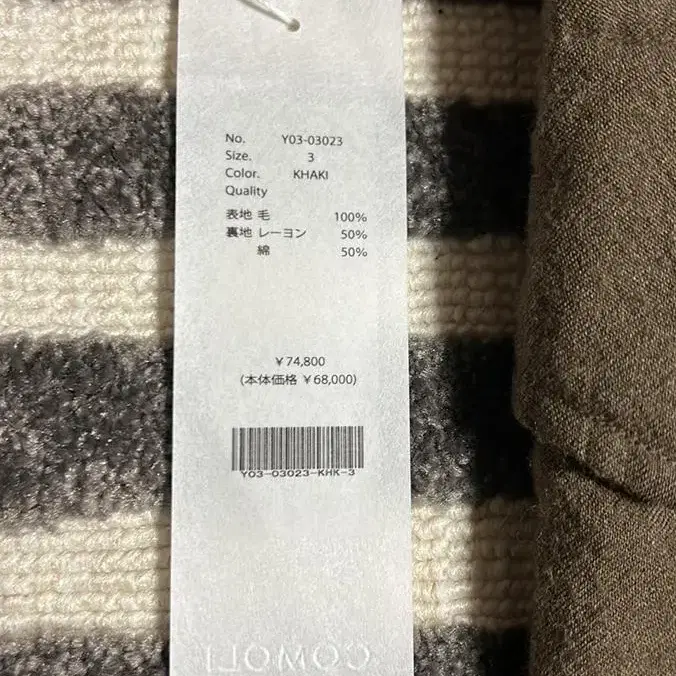 No. Y03-03023
Size. 3
Color. KHAKI
Quality
表地 毛 100%
裏地 レーヨン 50%
綿 50%
￥74,800
(本体価格 ￥68,000)
Y03-03023-KHK-3
COMOLI